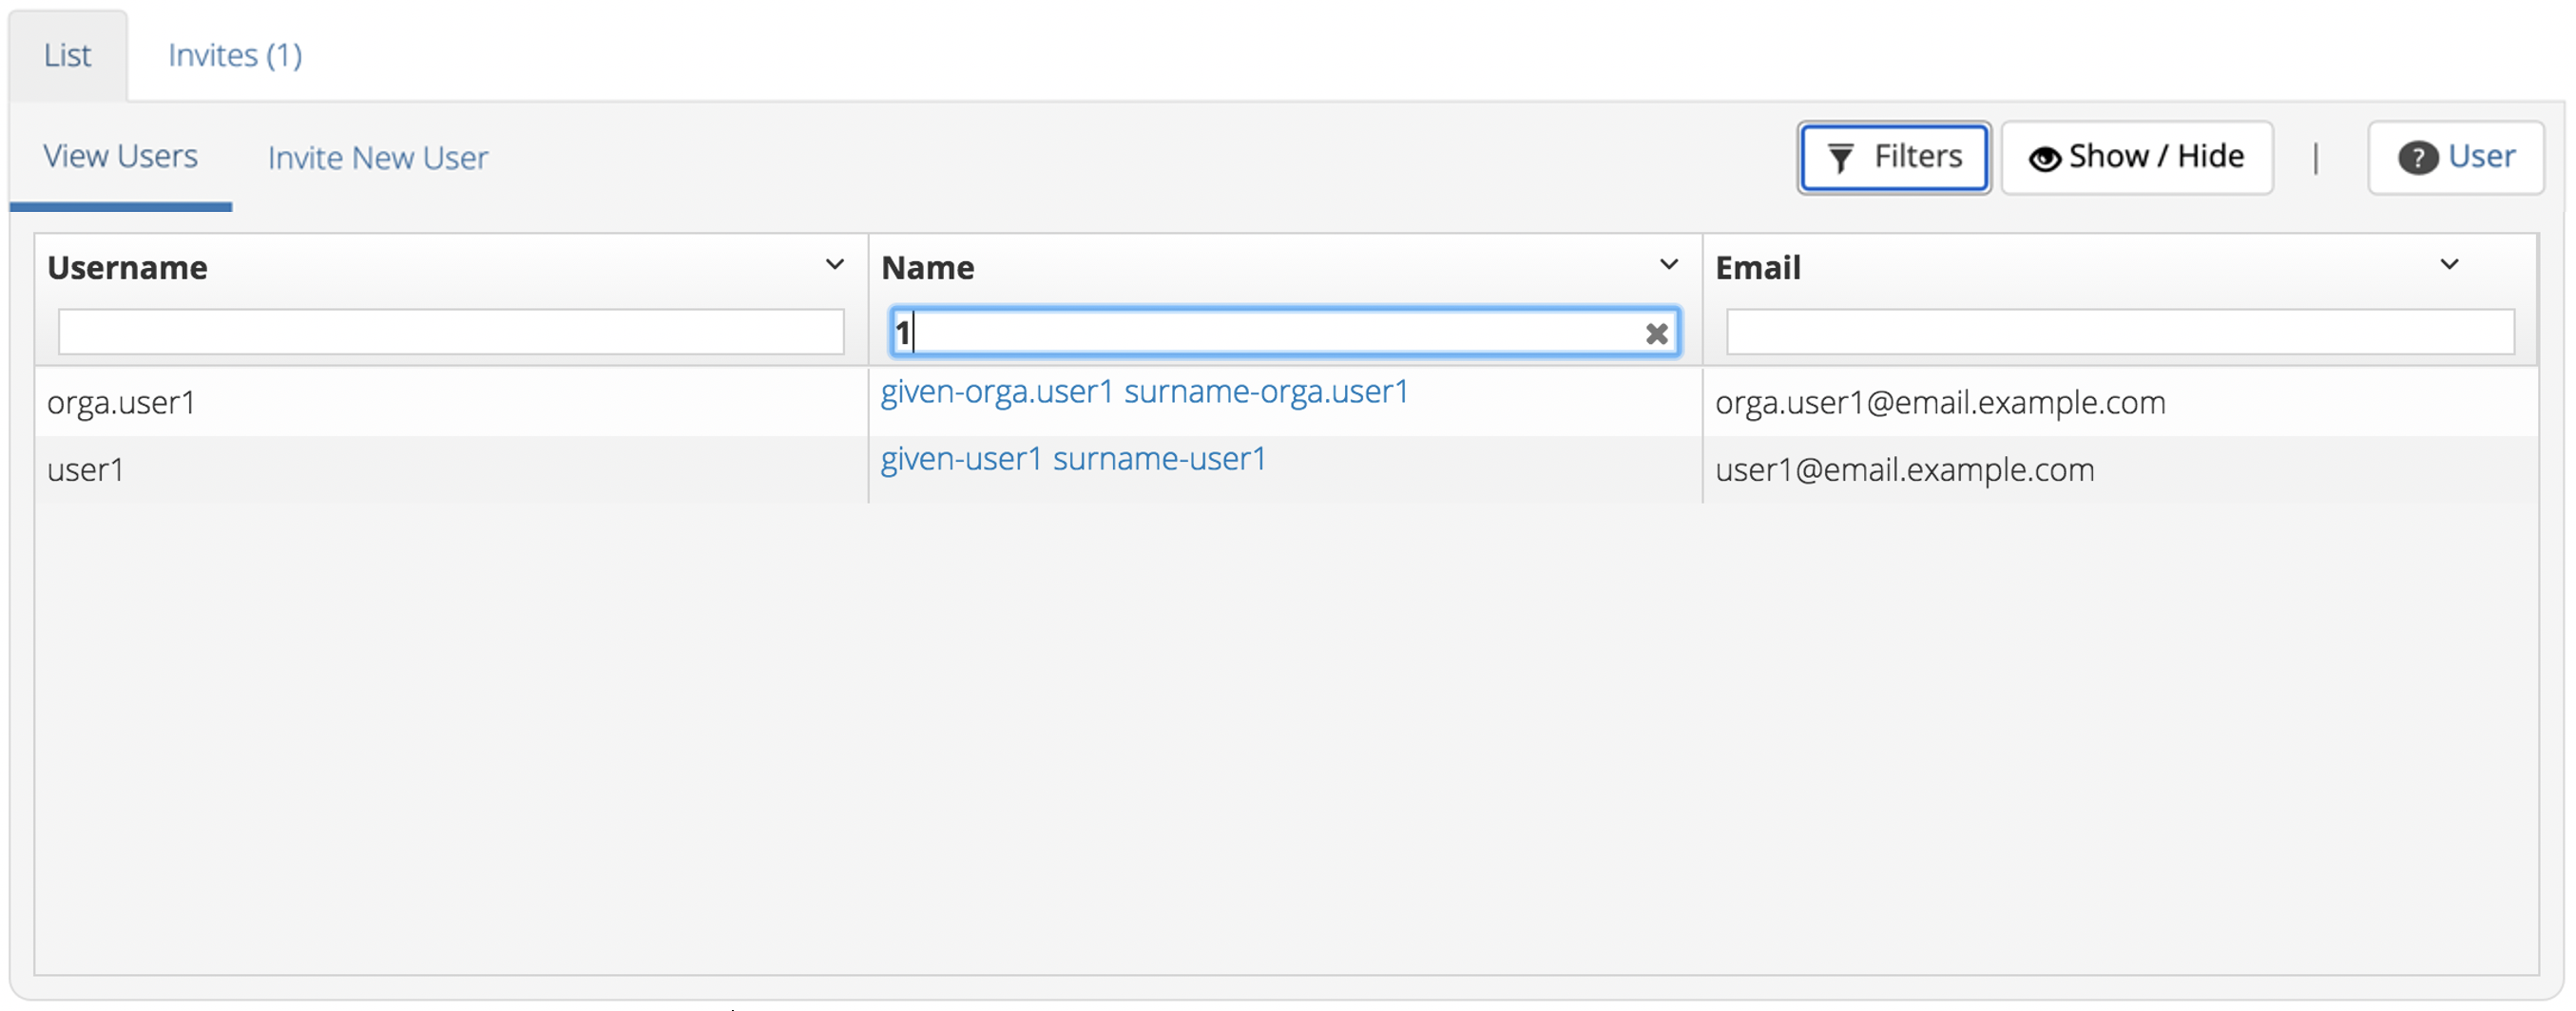 List Invites (1)
View Users Invite New User Filters Show / Hide | ? User
Username Name Email
1
orga.user1 given-orga.user1 surname-orga.user1 orga.user1@email.example.com
user1 given-user1 surname-user1 user1@email.example.com